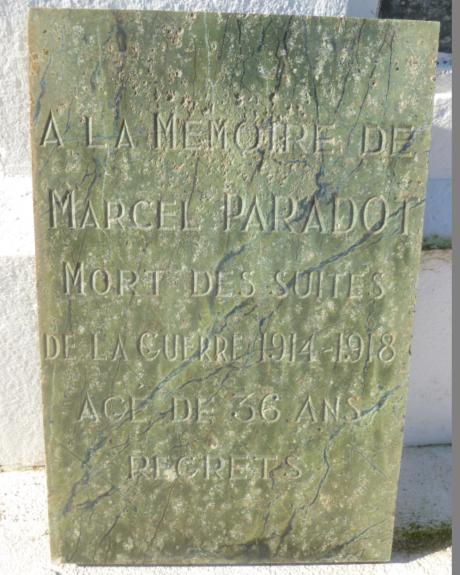 A LA MEMOIRE DE
MARCEL PARADOT
MORT DES SUITES
DE LA GUERRE 1914-1918
AGE DE 36 ANS
REGRETS